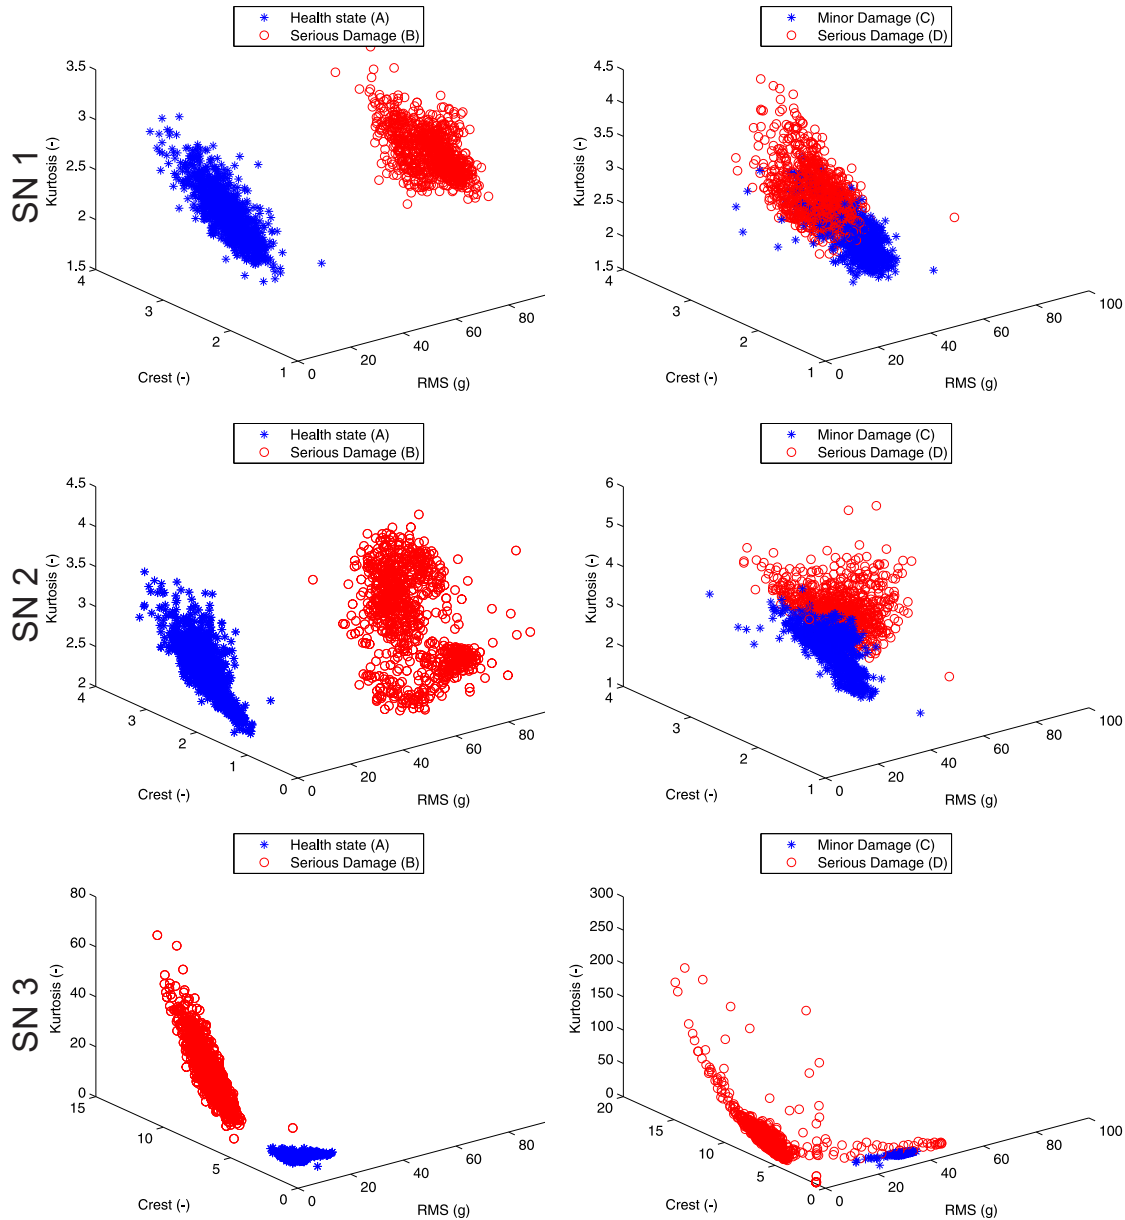 Health state (A)
Serious Damage (B)
Minor Damage (C)
Serious Damage (D)
SN 1
3.5
3
2.5
2
1.5
Kurtosis (-)
4
3
2
1
Crest (-)
0
20
40
60
80
RMS (g)
4.5
4
3.5
3
2.5
2
1.5
Kurtosis (-)
4
3
2
1
Crest (-)
0
20
40
60
80
100
RMS (g)
Health state (A)
Serious Damage (B)
Minor Damage (C)
Serious Damage (D)
SN 2
4.5
4
3.5
3
2.5
2
Kurtosis (-)
4
3
2
1
0
Crest (-)
0
20
40
60
80
RMS (g)
6
5
4
3
2
1
Kurtosis (-)
4
3
2
1
Crest (-)
0
20
40
60
80
100
RMS (g)
Health state (A)
Serious Damage (B)
Minor Damage (C)
Serious Damage (D)
SN 3
80
60
40
20
0
Kurtosis (-)
15
10
5
0
Crest (-)
0
20
40
60
80
RMS (g)
300
250
200
150
100
50
0
Kurtosis (-)
20
15
10
5
0
Crest (-)
0
20
40
60
80
100
RMS (g)